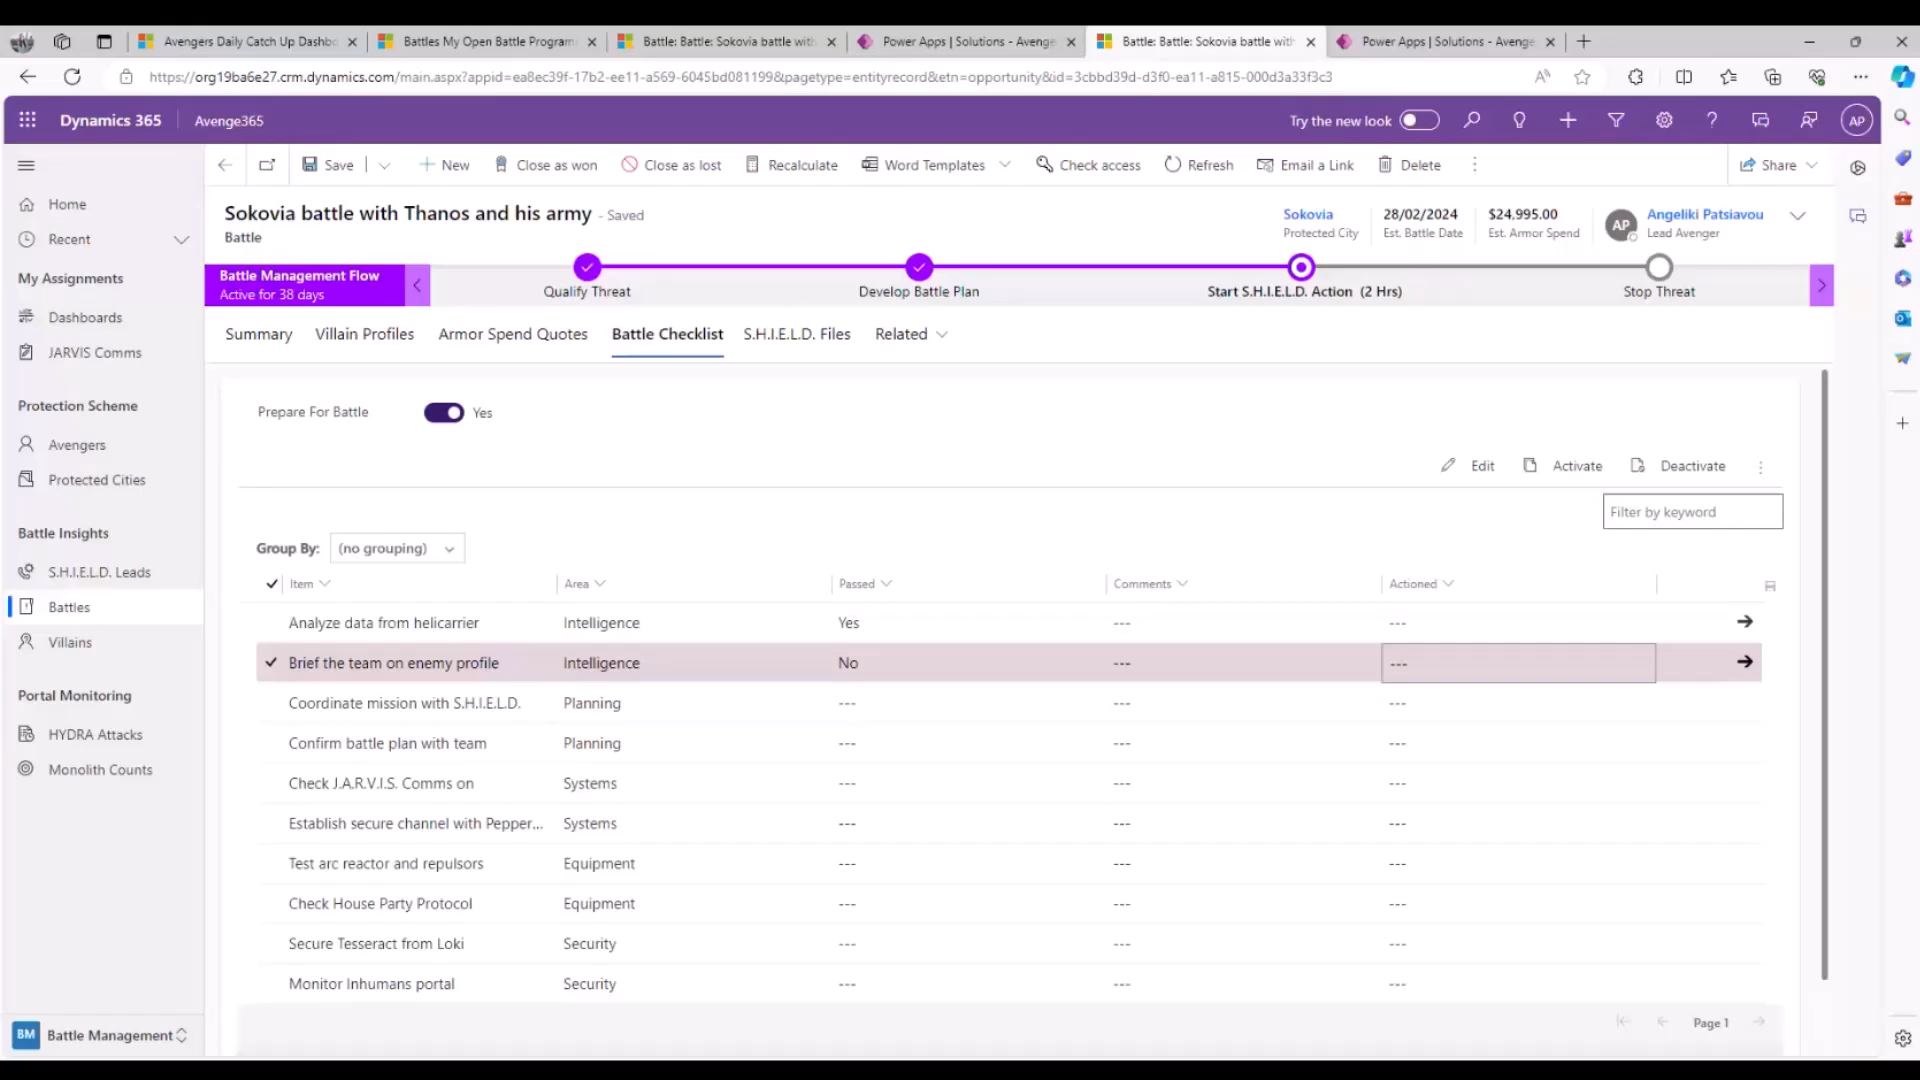 Avengers Daily Catch Up Dashbo
Battles My Open Battle Program
Battle: Battle: Sokovia battle with
Power Apps | Solutions - Avenge
Battle: Battle: Sokovia battle with
Power Apps | Solutions - Avenge
https://org19ba6e27.crm.dynamics.com/main.aspx?appid=ea8ec39f-17b2-ee11-a569-6045bd081199&pagetype=entityrecord&etn=opportunity&id=3cbbd39d-d3f0-ea11-a815-000d3a33f3c3
Dynamics 365
Avenge365
Try the new look
AP
Save
New
Close as won
Close as lost
Recalculate
Word Templates
Check access
Refresh
Email a Link
Delete
Share
Sokovia battle with Thanos and his army - Saved
Battle
Sokovia
Protected City
28/02/2024
Est. Battle Date
$24,995.00
Est. Armor Spend
AP
Angeliki Patsiavou
Lead Avenger
Battle Management Flow
Active for 38 days
Qualify Threat
Develop Battle Plan
Start S.H.I.E.L.D. Action (2 Hrs)
Stop Threat
Summary
Villain Profiles
Armor Spend Quotes
Battle Checklist
S.H.I.E.L.D. Files
Related
Home
Recent
My Assignments
Dashboards
JARVIS Comms
Protection Scheme
Avengers
Protected Cities
Battle Insights
S.H.I.E.L.D. Leads
Battles
Villains
Portal Monitoring
HYDRA Attacks
Monolith Counts
BM Battle Management
Prepare For Battle Yes
Edit
Activate
Deactivate
Filter by keyword
Group By: (no grouping)
Item Area Passed Comments Actioned
Analyze data from helicarrier Intelligence Yes --- ---
Brief the team on enemy profile Intelligence No --- ---
Coordinate mission with S.H.I.E.L.D. Planning --- --- ---
Confirm battle plan with team Planning --- --- ---
Check J.A.R.V.I.S. Comms on Systems --- --- ---
Establish secure channel with Pepper... Systems --- --- ---
Test arc reactor and repulsors Equipment --- --- ---
Check House Party Protocol Equipment --- --- ---
Secure Tesseract from Loki Security --- --- ---
Monitor Inhumans portal Security --- --- ---
Page 1